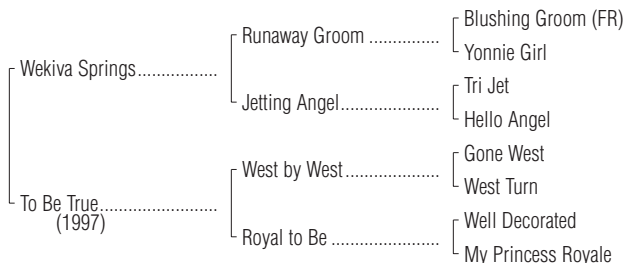 Blushing Groom (FR)
Runaway Groom ..............
Yonnie Girl
Wekiva Springs................
Tri Jet
Jetting Angel....................
Hello Angel
Gone West
West by West...................
West Turn
To Be True........................
(1997)
Well Decorated
Royal to Be ......................
My Princess Royale